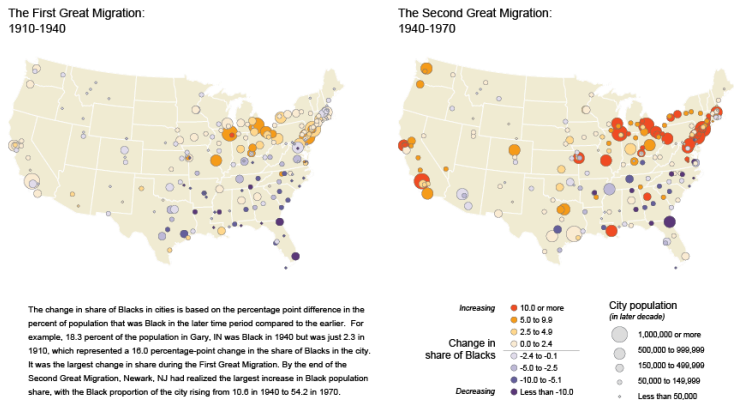 The First Great Migration:
1910-1940
The Second Great Migration:
1940-1970
The change in share of Blacks in cities is based on the percentage point difference in the
percent of population that was Black in the later time period compared to the earlier. For
example, 18.3 percent of the population in Gary, IN was Black in 1940 but was just 2.3 in
1910, which represented a 16.0 percentage-point change in the share of Blacks in the city.
It was the largest change in share during the First Great Migration. By the end of the
Second Great Migration, Newark, NJ had realized the largest increase in Black population
share, with the Black proportion of the city rising from 10.6 in 1940 to 54.2 in 1970.
Change in
share of Blacks
Increasing
10.0 or more
5.0 to 9.9
2.5 to 4.9
0.0 to 2.4
-2.4 to -0.1
-5.0 to -2.5
-10.0 to -5.1
Decreasing
Less than -10.0
City population
(in later decade)
1,000,000 or more
500,000 to 999,999
150,000 to 499,999
50,000 to 149,999
Less than 50,000